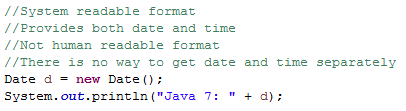 //System readable format
//Provides both date and time
//Not human readable format
//There is no way to get date and time separately
Date d = new Date();
System.out.println("Java 7: " + d);